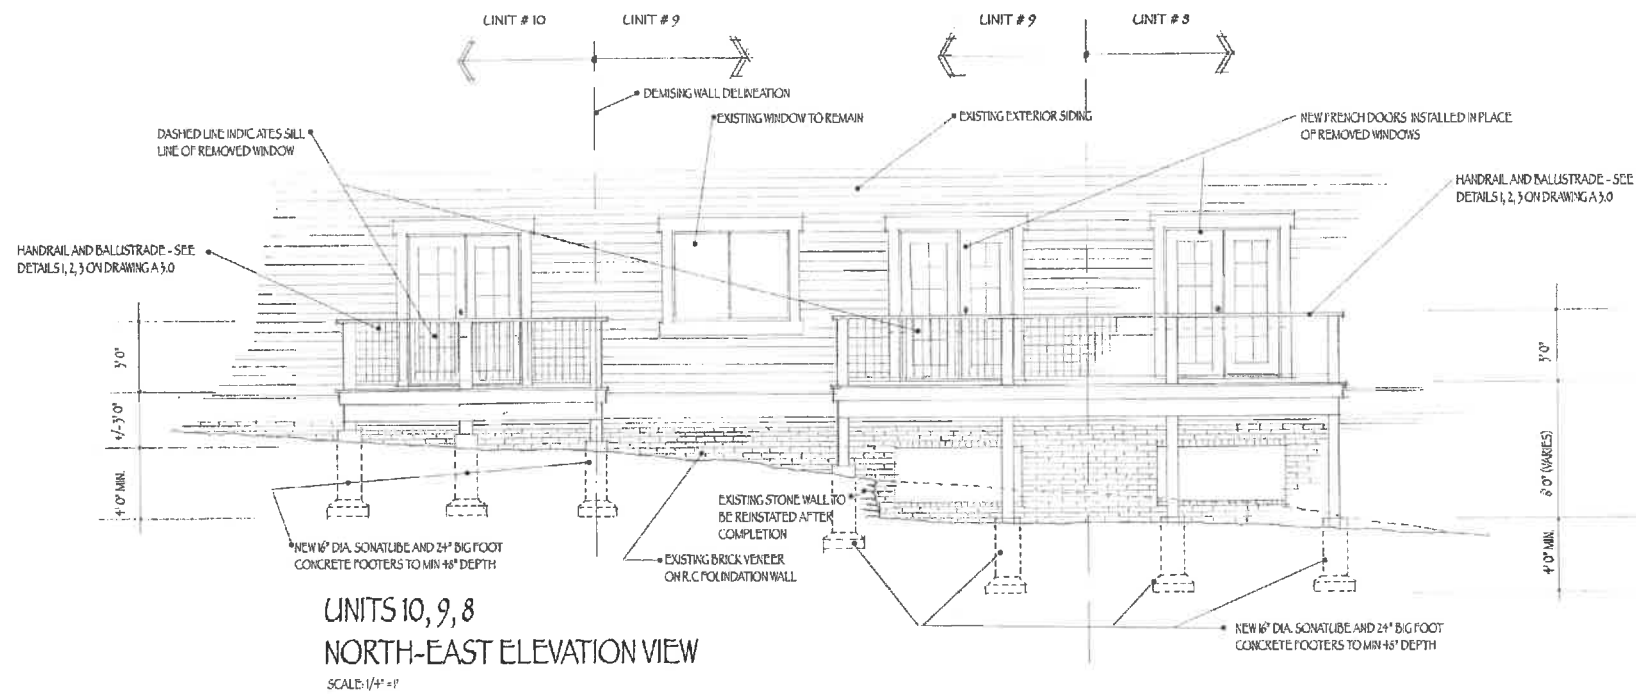 UNIT # 10
UNIT # 9
UNIT # 9
UNIT # 8
DEMISING WALL DELINEATION
EXISTING WINDOW TO REMAIN
EXISTING EXTERIOR SIDING
NEW FRENCH DOORS INSTALLED IN PLACE
OF REMOVED WINDOWS
DASHED LINE INDICATES SILL
LINE OF REMOVED WINDOW
HANDRAIL AND BALUSTRADE - SEE
DETAILS 1, 2, 3 ON DRAWING A 3.0
HANDRAIL AND BALUSTRADE - SEE
DETAILS 1, 2, 3 ON DRAWING A 3.0
3'0"
+/- 3'0"
4'0" MIN.
3'0"
8'0" (VARIES)
4'0" MIN.
EXISTING STONE WALL TO
BE REINSTATED AFTER
COMPLETION
NEW 16" DIA. SONATUBE AND 24" BIG FOOT
CONCRETE FOOTERS TO MIN 48" DEPTH
EXISTING BRICK VENEER
ON R.C FOUNDATION WALL
NEW 16" DIA. SONATUBE AND 24" BIG FOOT
CONCRETE FOOTERS TO MIN 48" DEPTH
UNITS 10, 9, 8
NORTH-EAST ELEVATION VIEW
SCALE: 1/4" = 1'